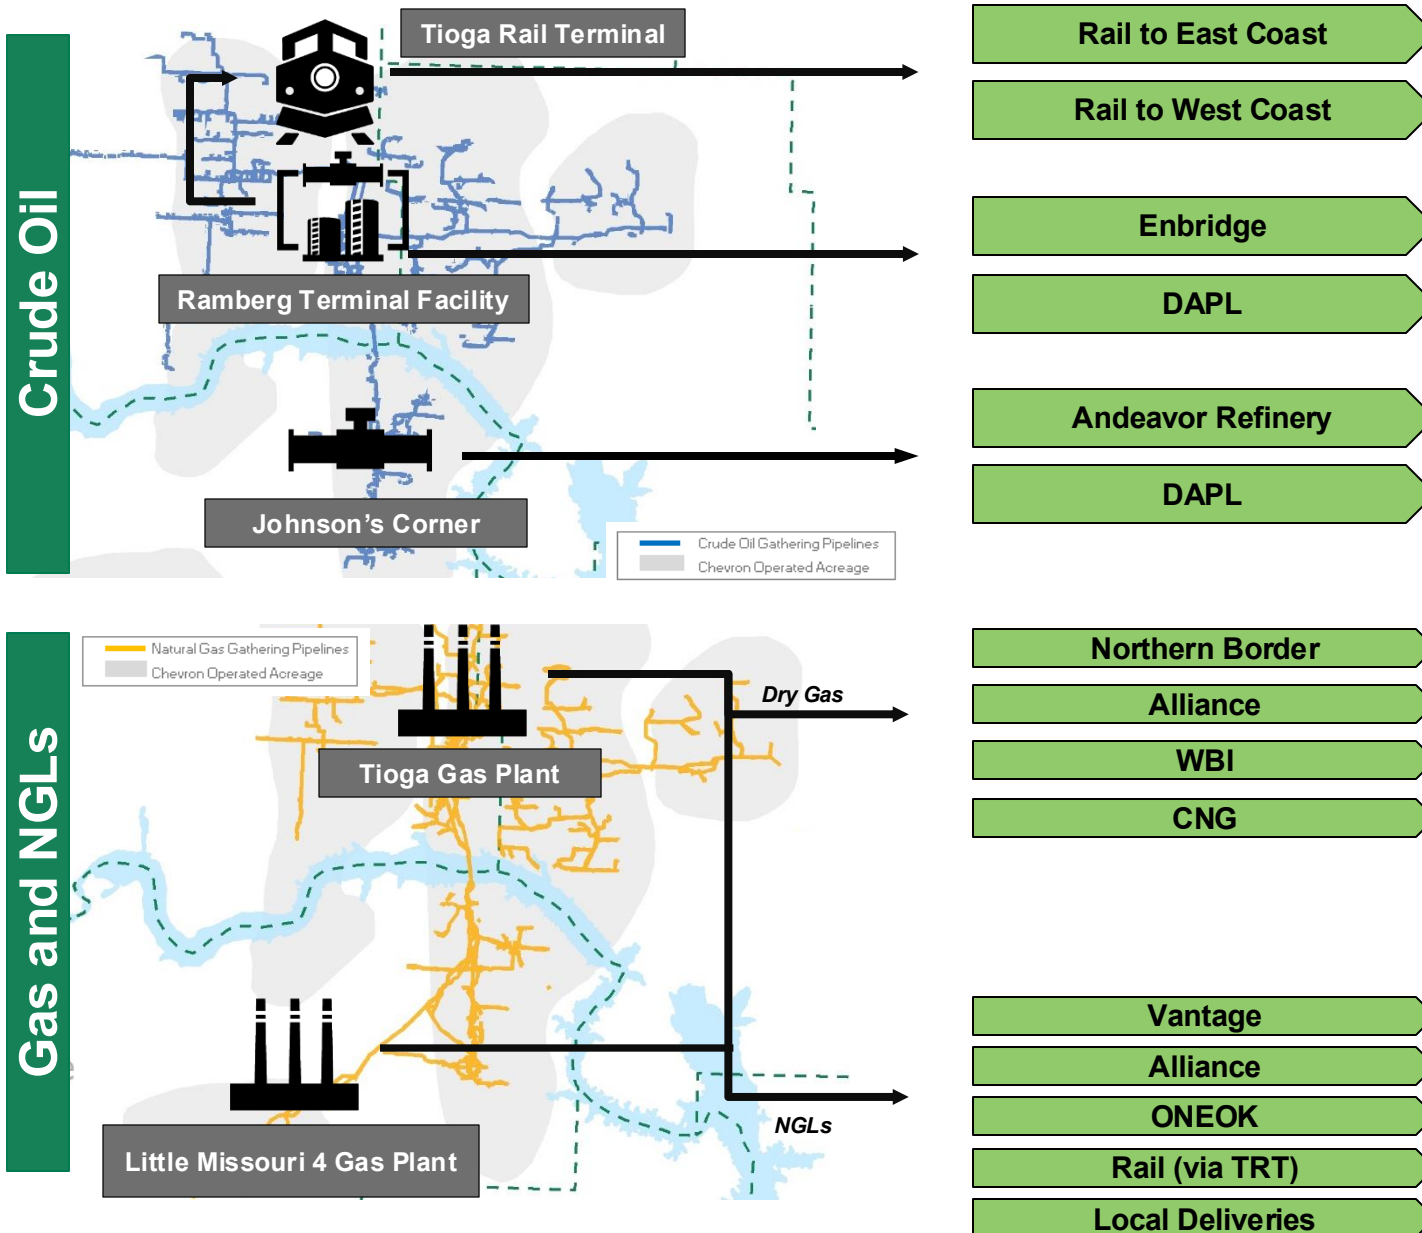 Crude Oil
Tioga Rail Terminal
Ramberg Terminal Facility
Johnson's Corner
Crude Oil Gathering Pipelines
Chevron Operated Acreage
Rail to East Coast
Rail to West Coast
Enbridge
DAPL
Andeavor Refinery
DAPL
Gas and NGLs
Natural Gas Gathering Pipelines
Chevron Operated Acreage
Tioga Gas Plant
Little Missouri 4 Gas Plant
Dry Gas
NGLs
Northern Border
Alliance
WBI
CNG
Vantage
Alliance
ONEOK
Rail (via TRT)
Local Deliveries